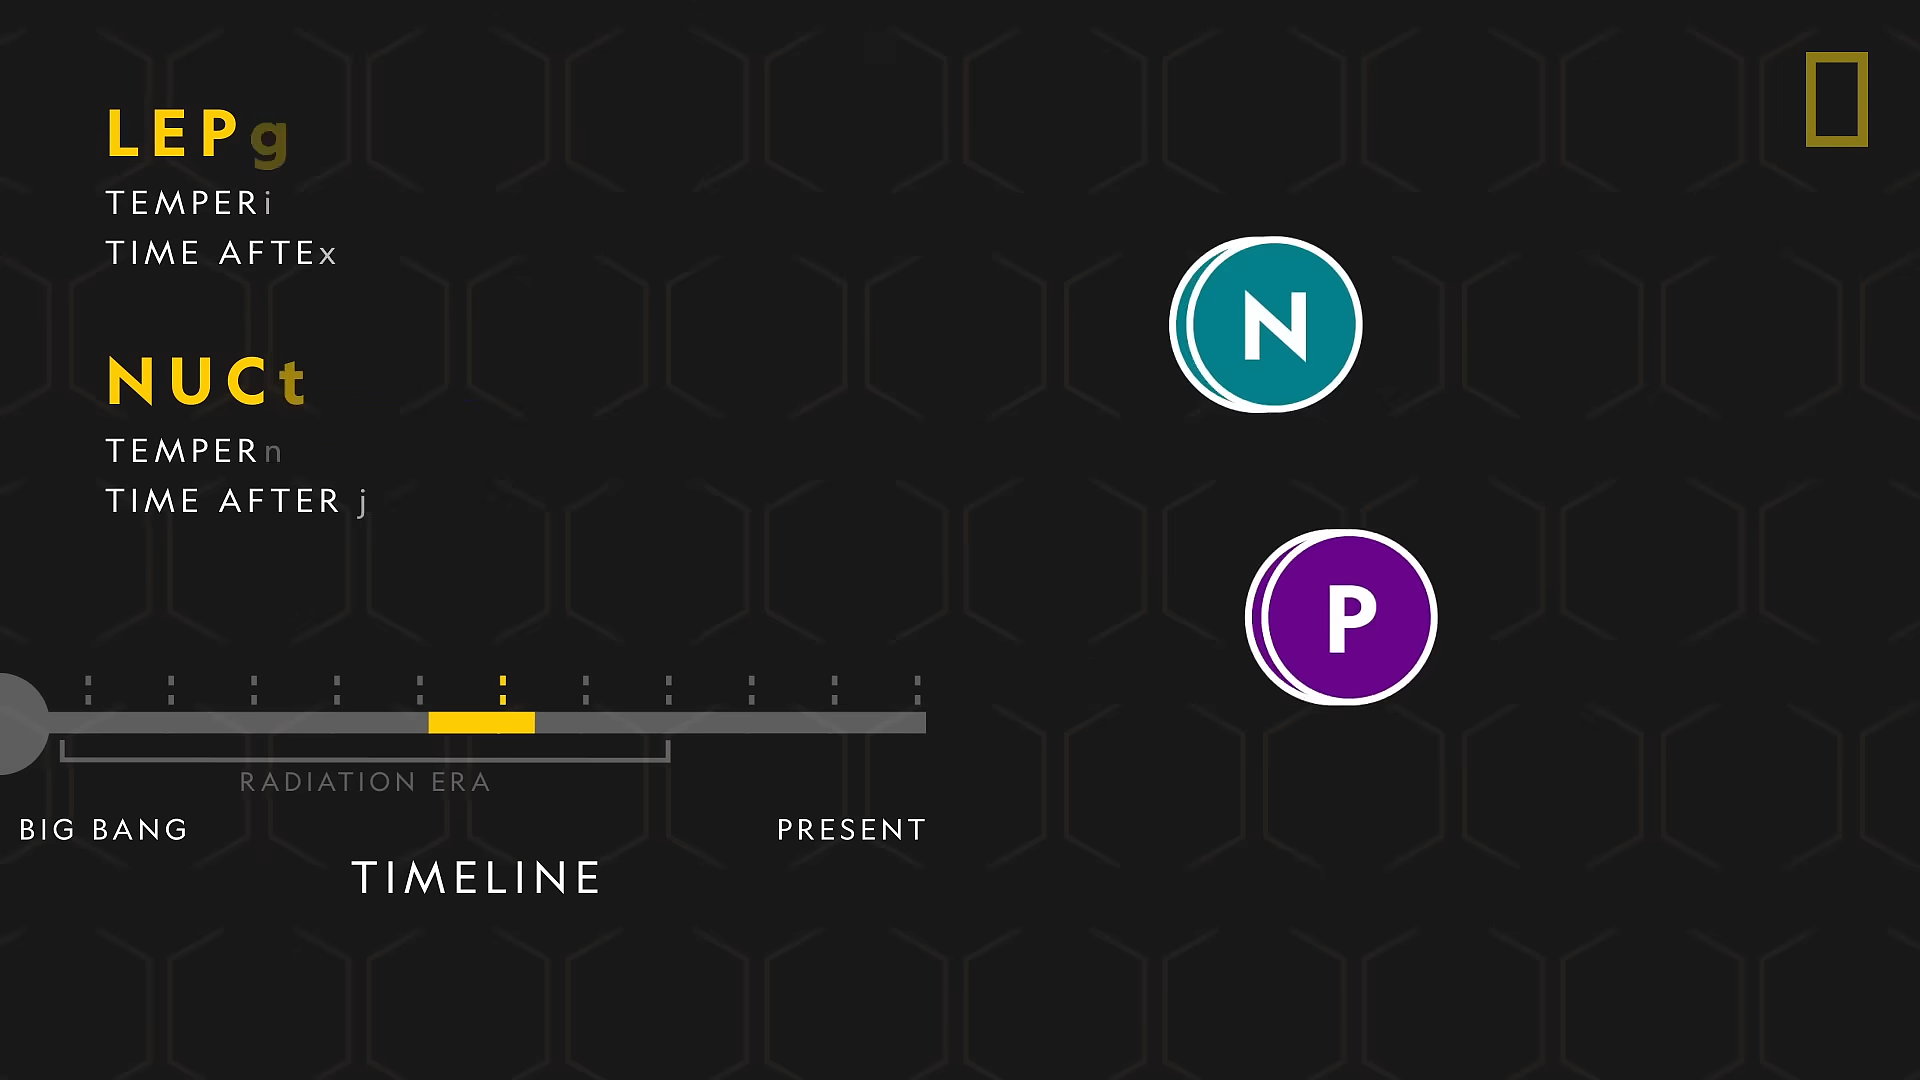 LEPg
TEMPERi
TIME AFTEx
NUCt
TEMPERn
TIME AFTER j
N
P
RADIATION ERA
BIG BANG
PRESENT
TIMELINE